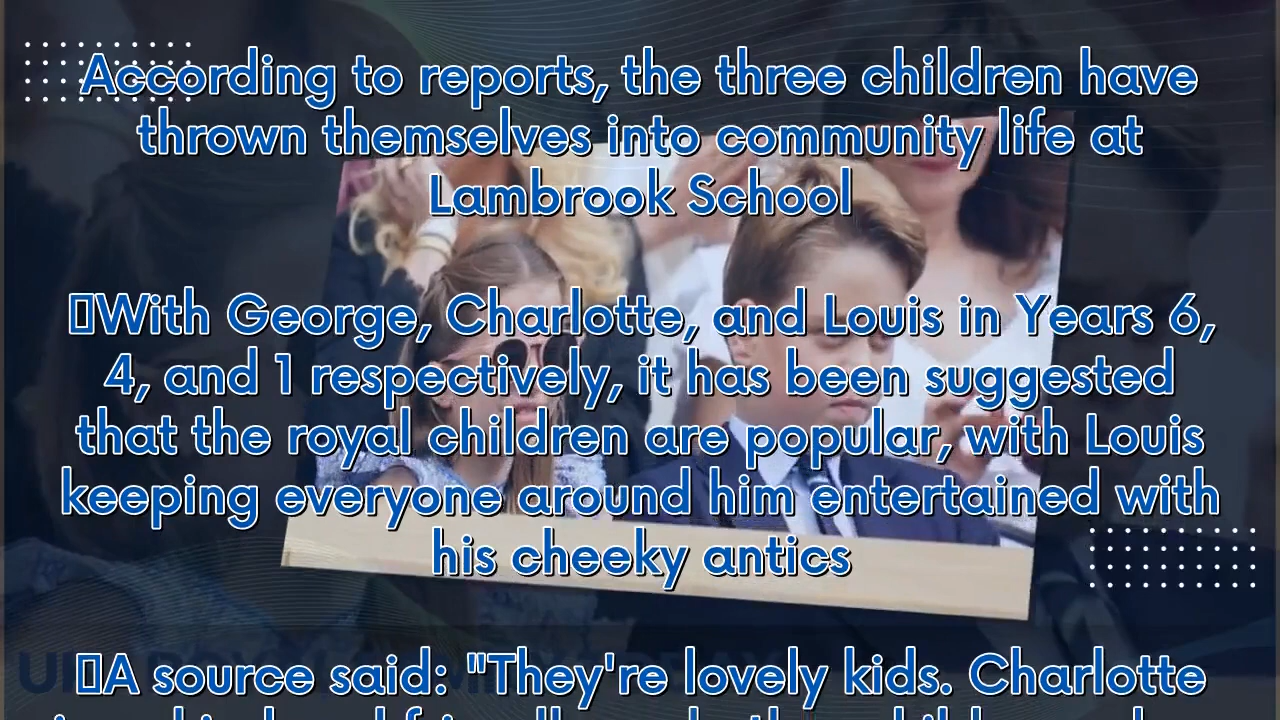 According to reports, the three children have
thrown themselves into community life at
Lambrook School
With George, Charlotte, and Louis in Years 6,
4, and 1 respectively, it has been suggested
that the royal children are popular, with Louis
keeping everyone around him entertained with
his cheeky antics
A source said: "They're lovely kids. Charlotte